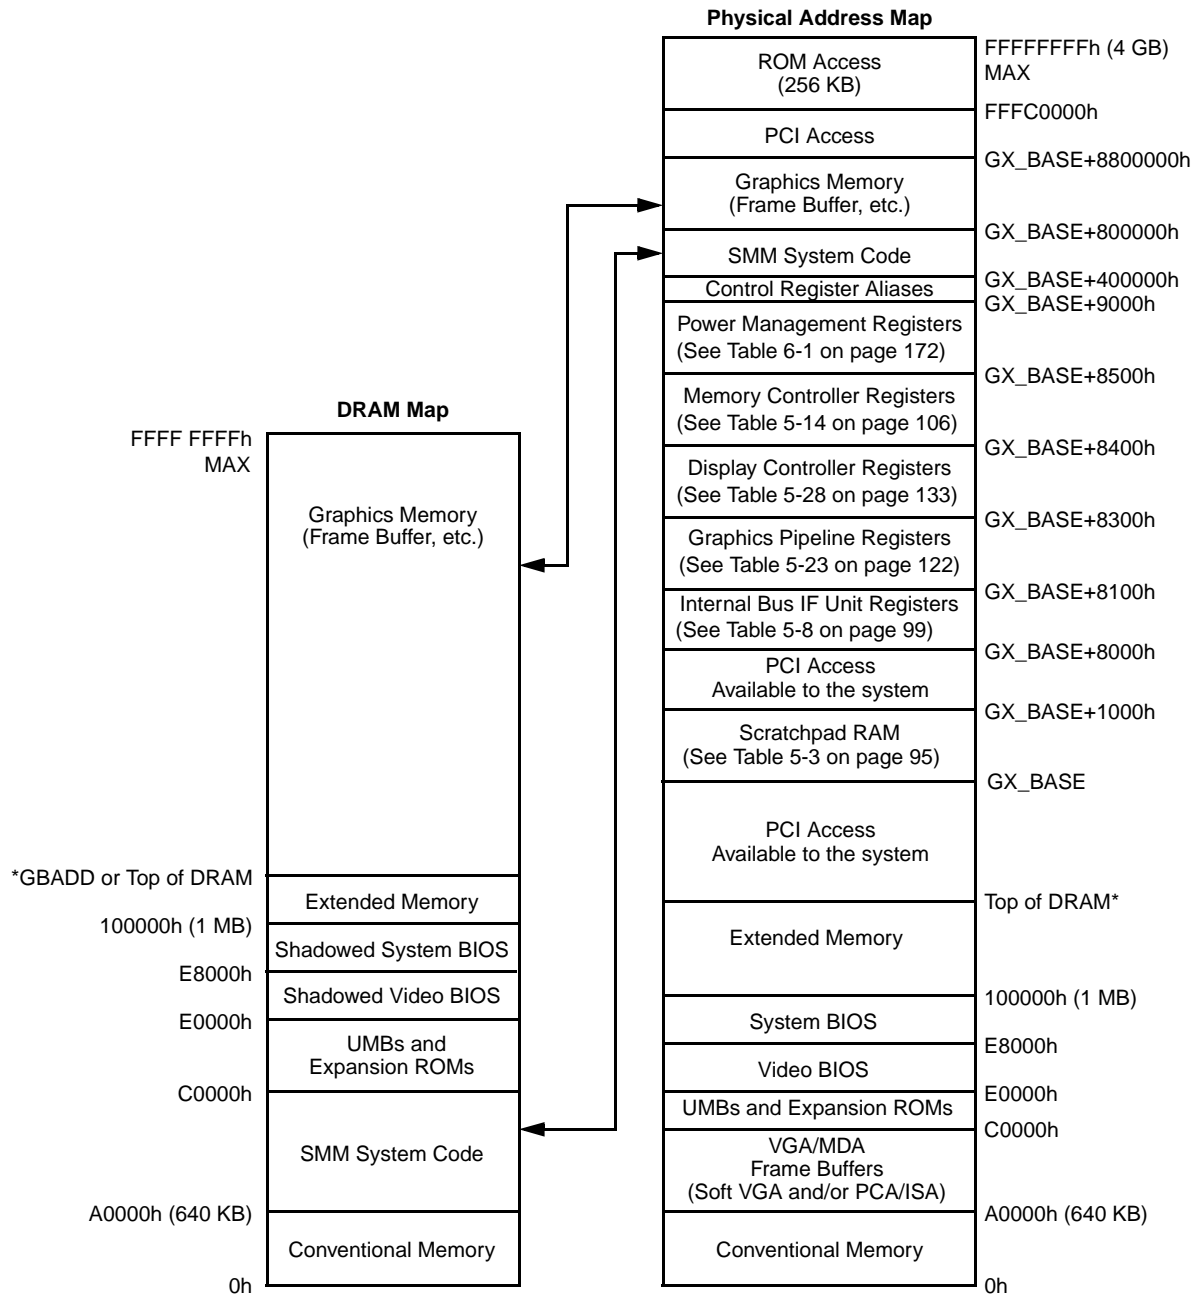 Physical Address Map
ROM Access
(256 KB)
FFFFFFFFh (4 GB)
MAX
FFFC0000h
PCI Access
GX_BASE+8800000h
Graphics Memory
(Frame Buffer, etc.)
GX_BASE+800000h
SMM System Code
GX_BASE+400000h
Control Register Aliases
GX_BASE+9000h
Power Management Registers
(See Table 6-1 on page 172)
GX_BASE+8500h
Memory Controller Registers
(See Table 5-14 on page 106)
GX_BASE+8400h
Display Controller Registers
(See Table 5-28 on page 133)
GX_BASE+8300h
Graphics Pipeline Registers
(See Table 5-23 on page 122)
GX_BASE+8100h
Internal Bus IF Unit Registers
(See Table 5-8 on page 99)
GX_BASE+8000h
PCI Access
Available to the system
GX_BASE+1000h
Scratchpad RAM
(See Table 5-3 on page 95)
GX_BASE
PCI Access
Available to the system
Top of DRAM*
Extended Memory
100000h (1 MB)
System BIOS
E8000h
Video BIOS
E0000h
UMBs and Expansion ROMs
C0000h
VGA/MDA
Frame Buffers
(Soft VGA and/or PCA/ISA)
A0000h (640 KB)
Conventional Memory
0h
DRAM Map
FFFF FFFFh
MAX
Graphics Memory
(Frame Buffer, etc.)
*GBADD or Top of DRAM
Extended Memory
100000h (1 MB)
Shadowed System BIOS
E8000h
Shadowed Video BIOS
E0000h
UMBs and
Expansion ROMs
C0000h
SMM System Code
A0000h (640 KB)
Conventional Memory
0h